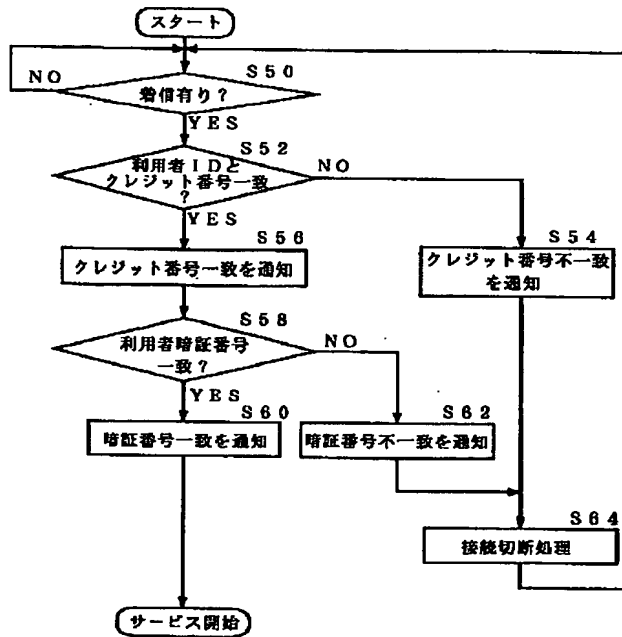 スタート
S50
NO
着信有り?
YES
S52
利用者IDと
クレジット番号一致
?
NO
YES
S56
クレジット番号一致を通知
S54
クレジット番号不一致
を通知
S58
利用者暗証番号
一致?
NO
YES
S60
暗証番号一致を通知
S62
暗証番号不一致を通知
S64
接続切断処理
サービス開始